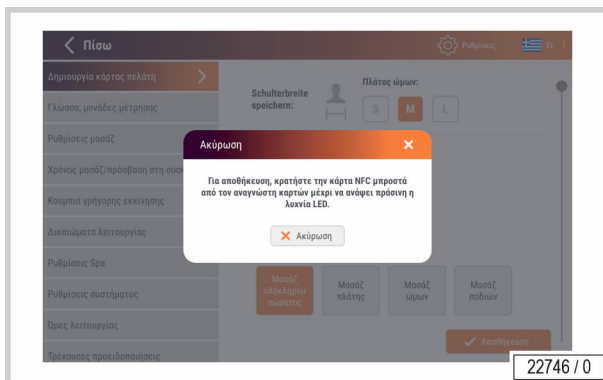 Πίσω
Ρυθμίσεις
EL
Δημιουργία κάρτας πελάτη
Γλώσσα, μονάδες μέτρησης
Ρυθμίσεις μασάζ
Χρόνος μασάζ/πρόσβαση στη
Κουμπιά γρήγορης εκκίνησης
Δικαιώματα λειτουργίας
Ρυθμίσεις Spa
Ρυθμίσεις συστήματος
Ώρες λειτουργίας
Τρέχουσες προειδοποιήσεις
Schulterbreite
speichern:
Πλάτος ώμων:
S M L
Ακύρωση
Για αποθήκευση, κρατήστε την κάρτα NFC μπροστά
από τον αναγνώστη καρτών μέχρι να ανάψει πράσινη η
λυχνία LED.
Ακύρωση
Μασάζ
ολόκληρου
σώματος
Μασάζ
πλάτης
Μασάζ
ώμων
Μασάζ
ποδιών
Αποθήκευση
22746 / 0